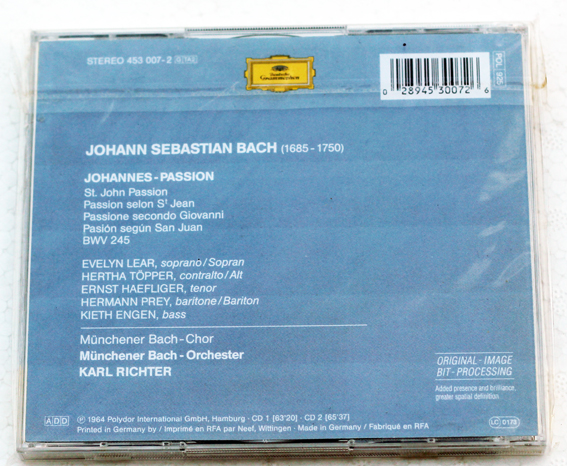 STEREO 453 007-2
Deutsche
Grammophon
POL 935
0 28945 30072 6
JOHANN SEBASTIAN BACH (1685-1750)
JOHANNES-PASSION
St. John Passion
Passion selon Sᵗ Jean
Passione secondo Giovanni
Pasión según San Juan
BWV 245
EVELYN LEAR, soprano/Sopran
HERTHA TÖPPER, contralto/Alt
ERNST HAEFLIGER, tenor
HERMANN PREY, baritone/Bariton
KIETH ENGEN, bass
Münchener Bach-Chor
Münchener Bach-Orchester
KARL RICHTER
ORIGINAL-IMAGE
BIT-PROCESSING
Added presence and brilliance,
greater spatial definition.
ADD ℗ 1964 Polydor International GmbH, Hamburg · CD 1 [63'20] · CD 2 [65'37]
Printed in Germany by / Imprimé en RFA par Neef, Wittingen · Made in Germany / Fabriqué en RFA
LC 0173